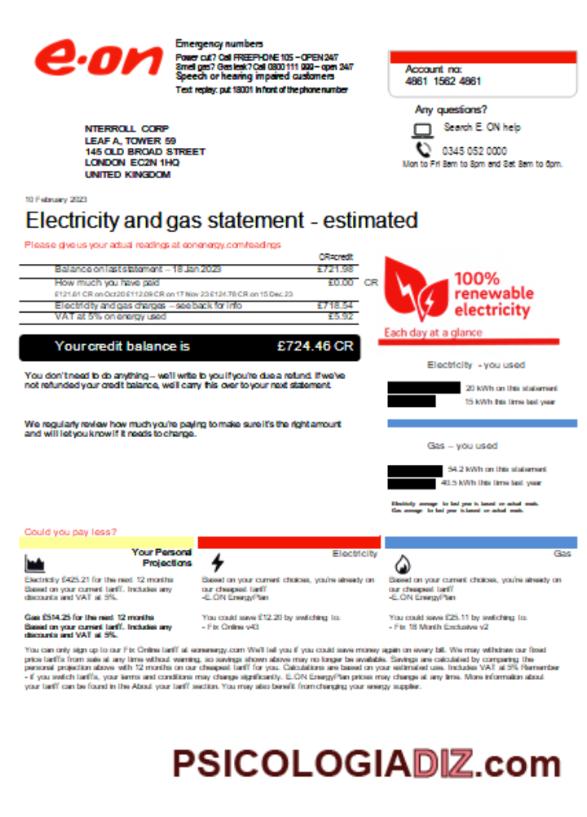 e·on
Emergency numbers
Power cut? Call FREEPHONE 105 – OPEN 24/7
Smell gas? Gas leak? Call 0800 111 999 – open 24/7
Speech or hearing impaired customers
Text replay: put 18001 in front of the phone number
Account no:
4861 1562 4861
Any questions?
Search E. ON help
0345 052 0000
Mon to Fri 8am to 8pm and Sat 8am to 6pm.
NTERROLL CORP
LEAF A, TOWER 59
145 OLD BROAD STREET
LONDON EC2N 1HQ
UNITED KINGDOM
10 February 2023
Electricity and gas statement - estimated
Please give us your actual readings at eonenergy.com/readings
CR=credit
Balance on last statement – 18 Jan 2023 £721.98
How much you have paid £0.00 CR
£121.61 CR on Oct 20 £112.09 CR on 17 Nov 23 £124.78 CR on 15 Dec 23
Electricity and gas charges – see back for info £718.54
VAT at 5% on energy used £5.92
Your credit balance is £724.46 CR
You don't need to do anything – we'll write to you if you're due a refund. If we've
not refunded your credit balance, we'll carry this over to your next statement.
We regularly review how much you're paying to make sure it's the right amount
and will let you know if it needs to change.
100%
renewable
electricity
Each day at a glance
Electricity - you used
20 kWh on this statement
15 kWh this time last year
Gas – you used
54.2 kWh on this statement
40.5 kWh this time last year
Electricity average to last year is based on actual reads.
Gas average to last year is based on actual reads.
Could you pay less?
Your Personal
Projections
Electricity £425.21 for the next 12 months
Based on your current tariff. Includes any
discounts and VAT at 5%.
Gas £514.25 for the next 12 months
Based on your current tariff. Includes any
discounts and VAT at 5%.
Electricity
Based on your current choices, you're already on
our cheapest tariff
-E.ON EnergyPlan
You could save £12.20 by switching to:
- Fix Online v43
Gas
Based on your current choices, you're already on
our cheapest tariff
-E.ON EnergyPlan
You could save £25.11 by switching to:
- Fix 18 Month Exclusive v2
You can only sign up to our Fix Online tariff at eonenergy.com We'll tell you if you could save money again on every bill. We may withdraw our fixed
price tariffs from sale at any time without warning, so savings shown above may no longer be available. Savings are calculated by comparing the
personal projection above with 12 months on our cheapest tariff for you. Calculations are based on your estimated use. Includes VAT at 5% Remember
- if you switch tariffs, your terms and conditions may change significantly. E.ON EnergyPlan prices may change at any time. More information about
your tariff can be found in the About your tariff section. You may also benefit from changing your energy supplier.
PSICOLOGIADIZ.com